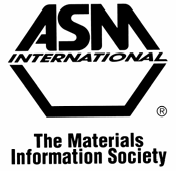 ASM
INTERNATIONAL
®
The Materials
Information Society